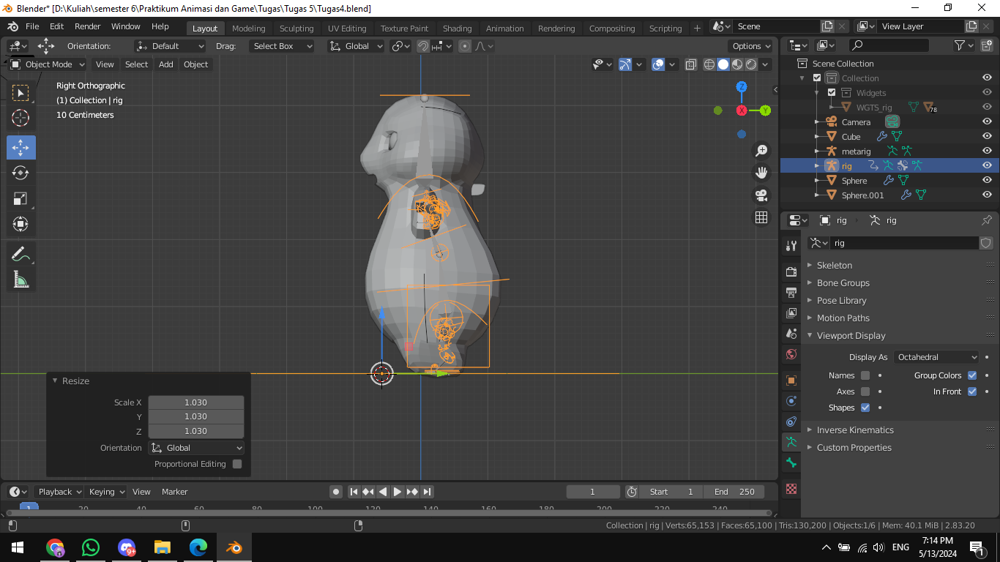 Blender* [D:\Kuliah\semester 6\Praktikum Animasi dan Game\Tugas\Tugas 5\Tugas4.blend]
File Edit Render Window Help Layout Modeling Sculpting UV Editing Texture Paint Shading Animation Rendering Compositing Scripting + Scene View Layer
Orientation: Default Drag: Select Box Global Options
Object Mode View Select Add Object
Right Orthographic
(1) Collection | rig
10 Centimeters
Z
X
Y
Resize
Scale X 1.030
Y 1.030
Z 1.030
Orientation Global
Proportional Editing
Scene Collection
Collection
Widgets
WGTS_rig 78
Camera
Cube
metarig
rig
Sphere
Sphere.001
rig rig
rig
Skeleton
Bone Groups
Pose Library
Motion Paths
Viewport Display
Display As Octahedral
Names Group Colors
Axes In Front
Shapes
Inverse Kinematics
Custom Properties
Playback Keying View Marker 1 Start 1 End 250
1 20 40 60 80 100 120 140 160 180 200 220 240
Collection | rig | Verts:65,153 | Faces:65,100 | Tris:130,200 | Objects:1/6 | Mem: 40.1 MiB | 2.83.20
9+
ENG
7:14 PM
5/13/2024
1